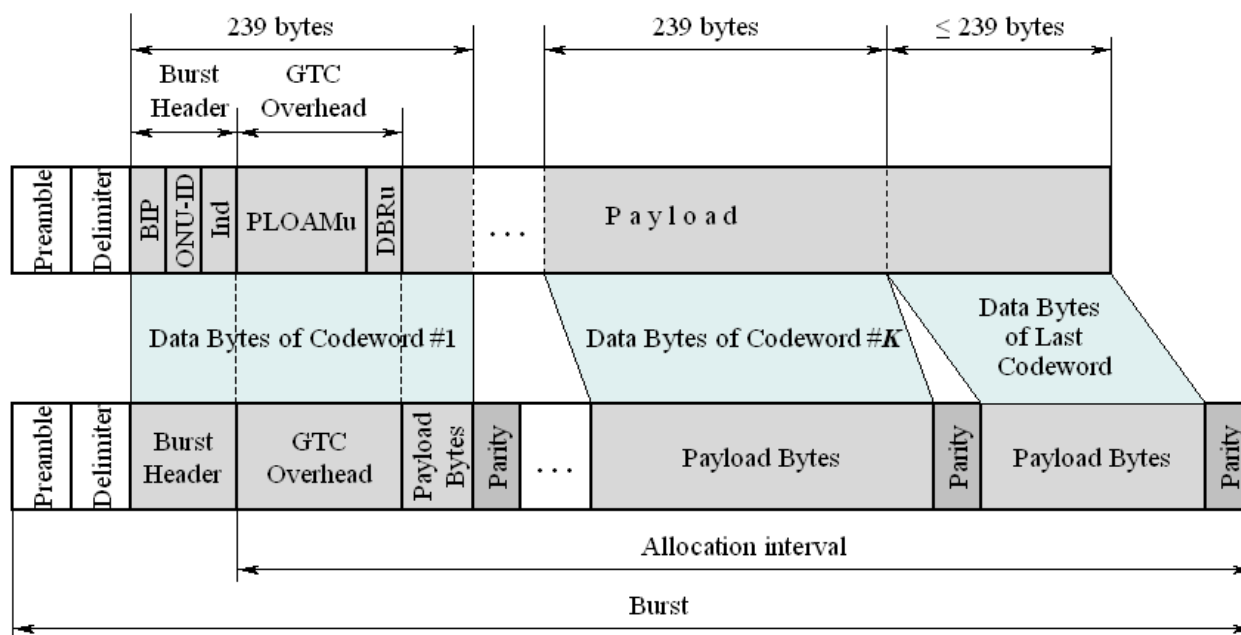 239 bytes
239 bytes
≤ 239 bytes
Burst
Header
GTC
Overhead
Preamble
Delimiter
BIP
ONU-ID
Ind
PLOAMu
DBRu
. . .
P a y l o a d
Data Bytes of Codeword #1
Data Bytes of Codeword #K
Data Bytes
of Last
Codeword
Preamble
Delimiter
Burst
Header
GTC
Overhead
Payload
Bytes
Parity
. . .
Payload Bytes
Parity
Payload Bytes
Parity
Allocation interval
Burst